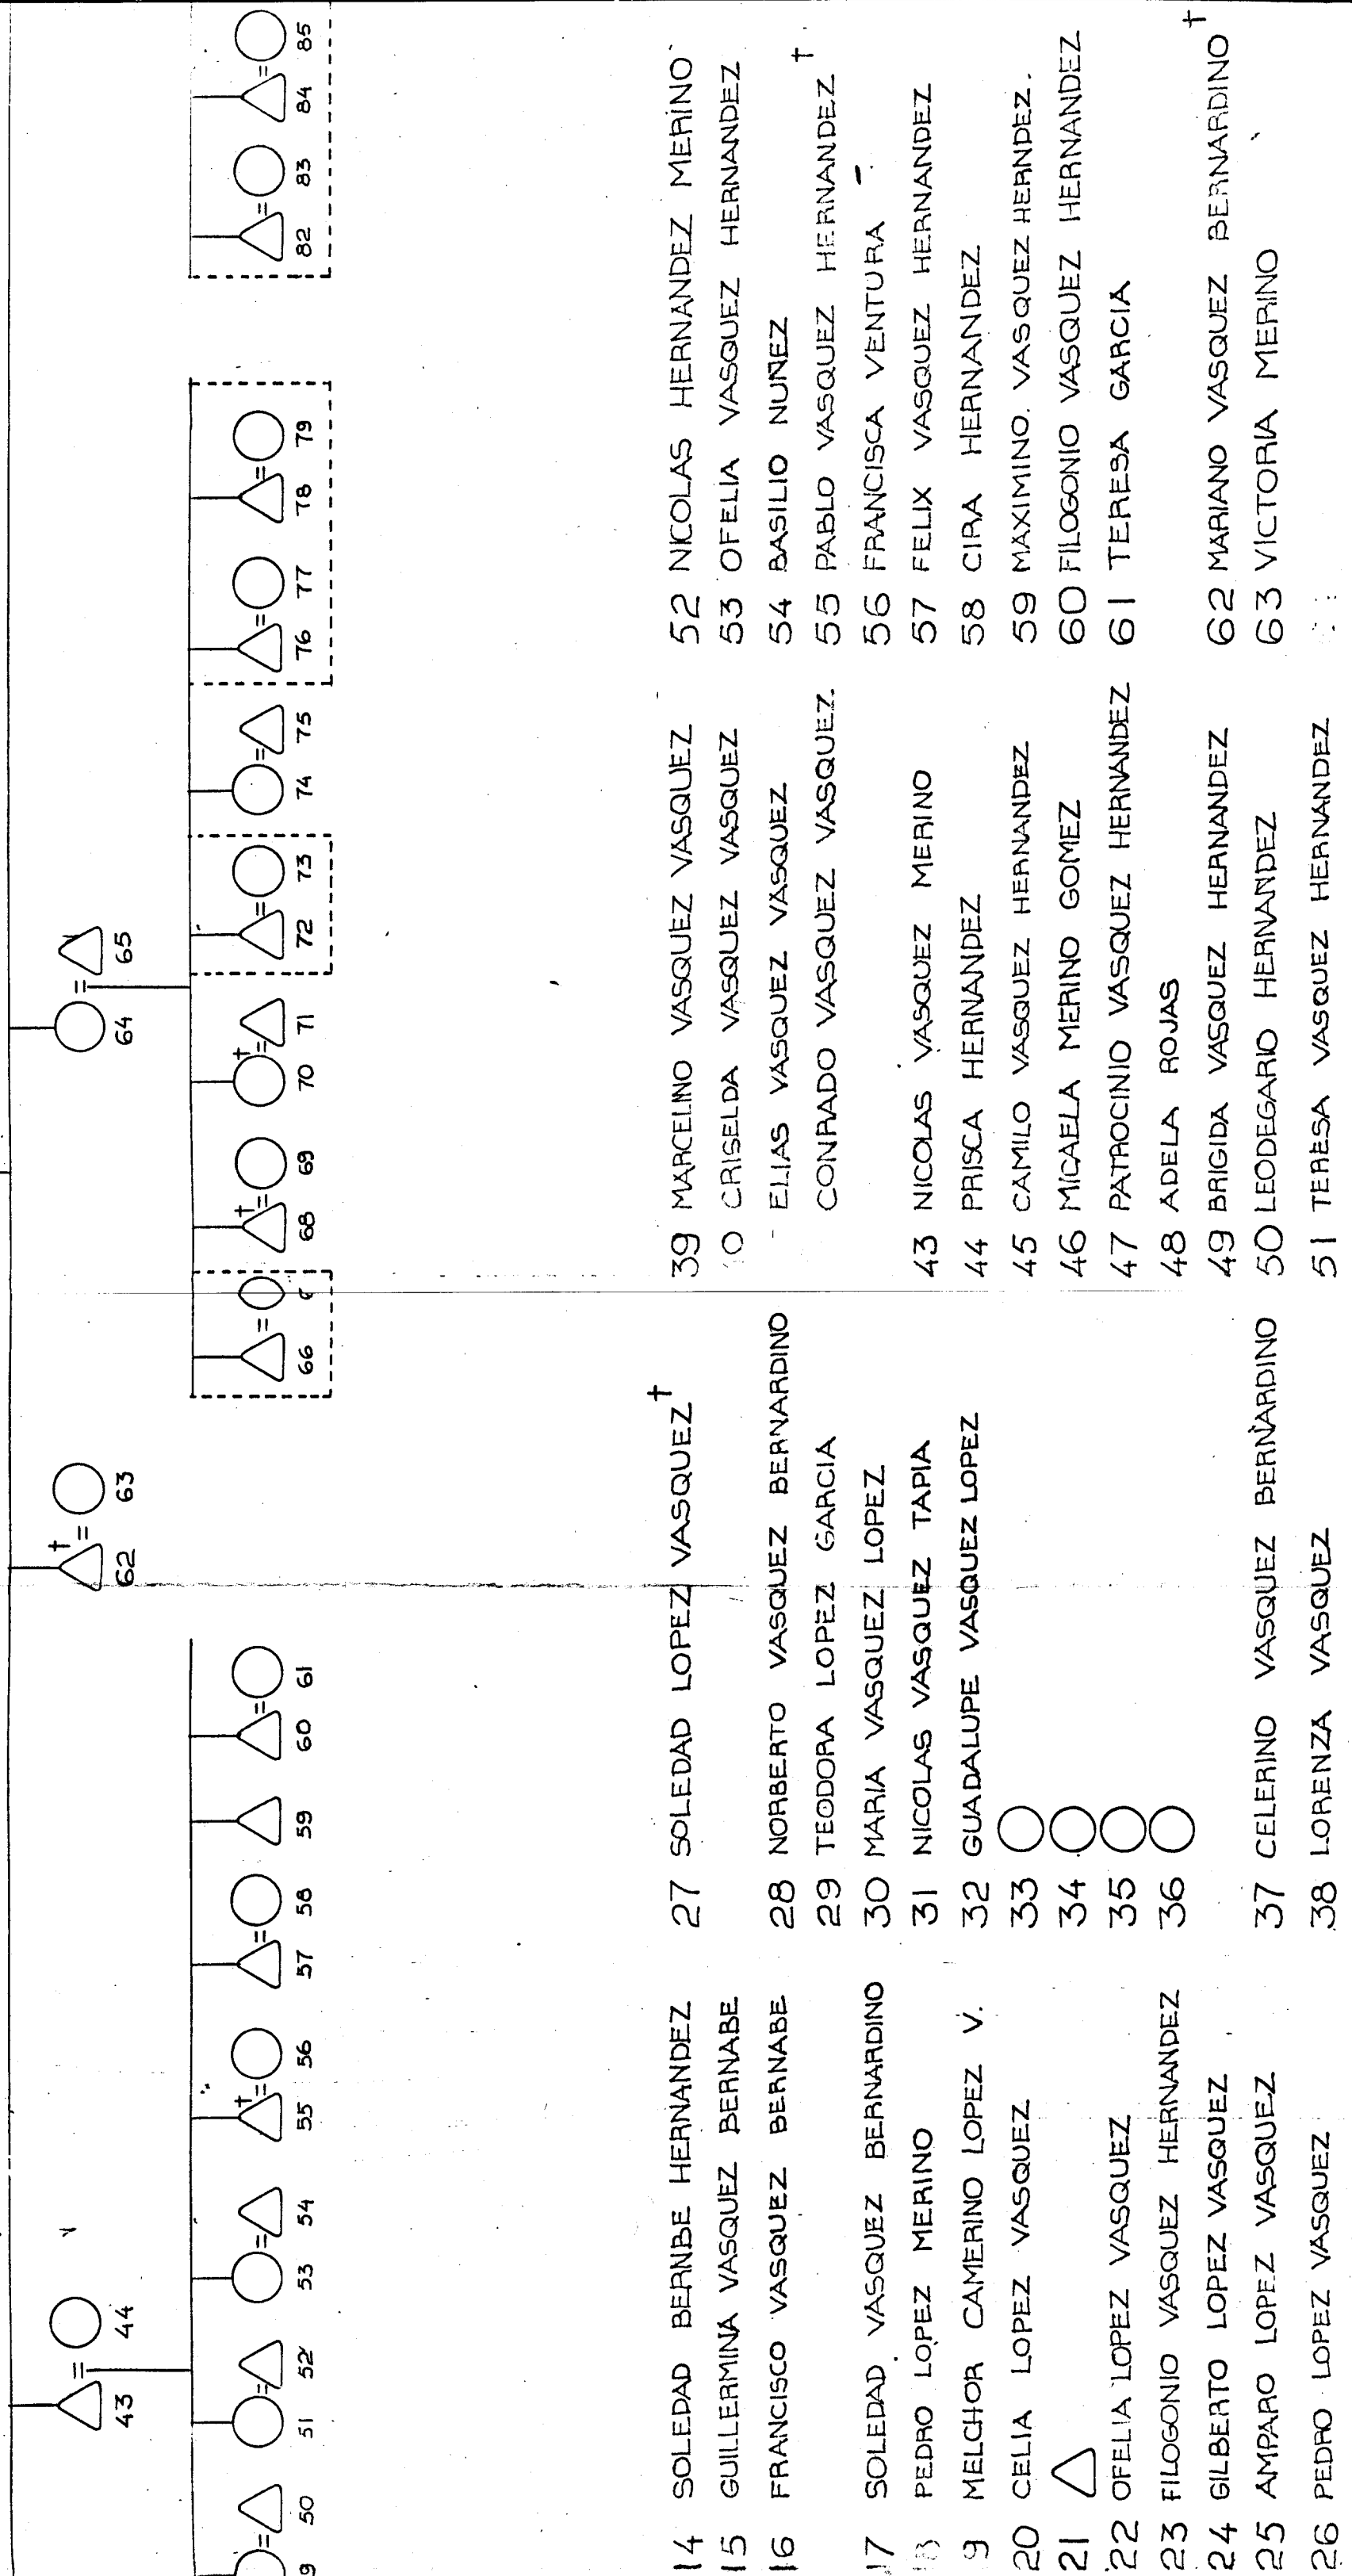 43 = 44
62 † = 63
64 = 65
9 = 50
51 = 52
53 = 54
55 † = 56
57 = 58
59
60 = 61
66 =
68 † = 69
70 † = 71
72 = 73
74 = 75
76 = 77
78 = 79
82 = 83
84 = 85
14 SOLEDAD BERNBE HERNANDEZ
15 GUILLERMINA VASQUEZ BERNABE
16 FRANCISCO VASQUEZ BERNABE
17 SOLEDAD VASQUEZ BERNARDINO
PEDRO LOPEZ MERINO
9 MELCHOR CAMERINO LOPEZ V.
20 CELIA LOPEZ VASQUEZ
21
22 OFELIA LOPEZ VASQUEZ
23 FILOGONIO VASQUEZ HERNANDEZ
24 GILBERTO LOPEZ VASQUEZ
25 AMPARO LOPEZ VASQUEZ
26 PEDRO LOPEZ VASQUEZ
27 SOLEDAD LOPEZ VASQUEZ †
28 NORBERTO VASQUEZ BERNARDINO
29 TEODORA LOPEZ GARCIA
30 MARIA VASQUEZ LOPEZ
31 NICOLAS VASQUEZ TAPIA
32 GUADALUPE VASQUEZ LOPEZ
33
34
35
36
37 CELERINO VASQUEZ BERNARDINO
38 LORENZA VASQUEZ
39 MARCELINO VASQUEZ VASQUEZ
0 CRISELDA VASQUEZ VASQUEZ
ELIAS VASQUEZ VASQUEZ
CONRADO VASQUEZ VASQUEZ
43 NICOLAS VASQUEZ MERINO
44 PRISCA HERNANDEZ
45 CAMILO VASQUEZ HERNANDEZ
46 MICAELA MERINO GOMEZ
47 PATROCINIO VASQUEZ HERNANDEZ
48 ADELA ROJAS
49 BRIGIDA VASQUEZ HERNANDEZ
50 LEODEGARIO HERNANDEZ
51 TERESA VASQUEZ HERNANDEZ
52 NICOLAS HERNANDEZ MERINO
53 OFELIA VASQUEZ HERNANDEZ
54 BASILIO NUÑEZ
55 PABLO VASQUEZ HERNANDEZ †
56 FRANCISCA VENTURA
57 FELIX VASQUEZ HERNANDEZ
58 CIRA HERNANDEZ
59 MAXIMINO. VASQUEZ HERNDEZ.
60 FILOGONIO VASQUEZ HERNANDEZ
61 TERESA GARCIA
62 MARIANO VASQUEZ BERNARDINO †
63 VICTORIA MERINO